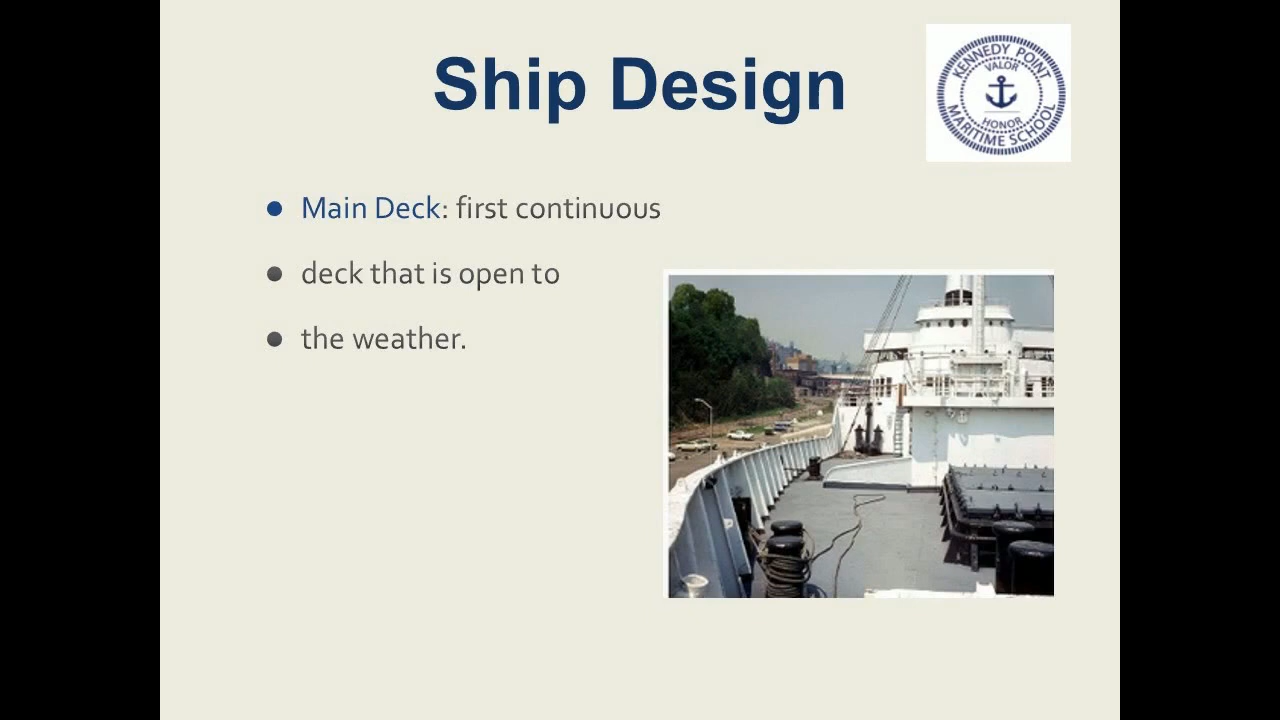 Ship Design
KENNEDY POINT
VALOR
HONOR
MARITIME SCHOOL
● Main Deck: first continuous
● deck that is open to
● the weather.